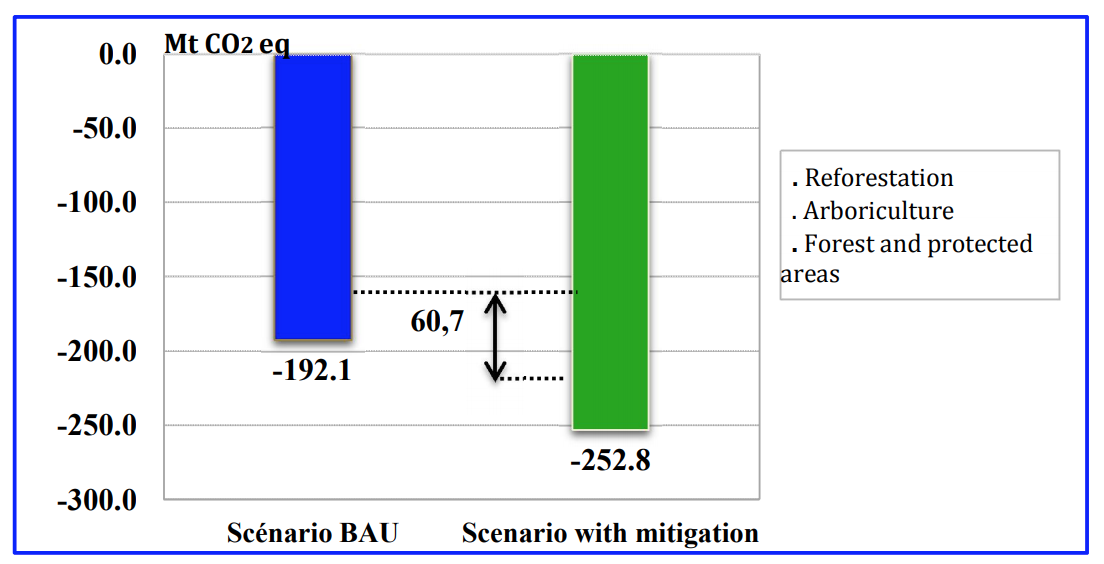 Mt CO2 eq
0.0
-50.0
-100.0
-150.0
-200.0
-250.0
-300.0
60,7
-192.1
-252.8
Scénario BAU
Scenario with mitigation
. Reforestation
. Arboriculture
. Forest and protected
areas